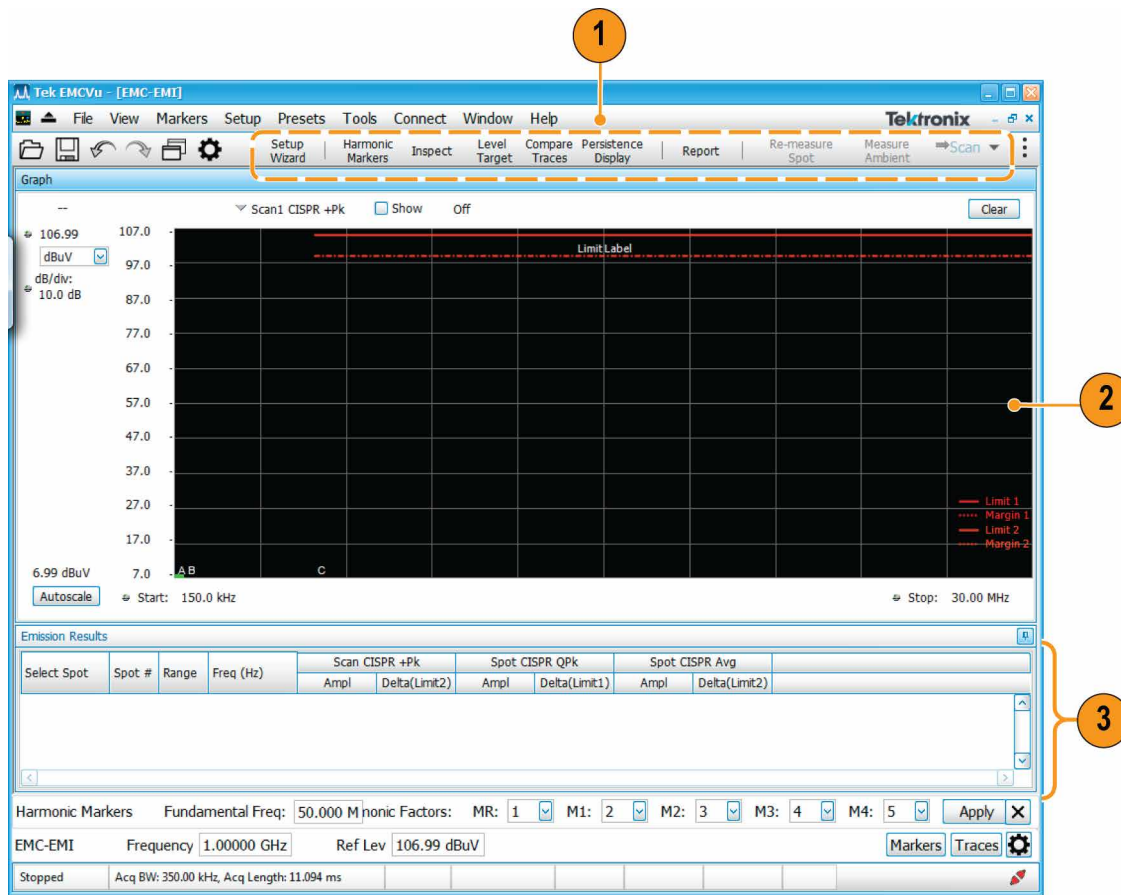 1
Tek EMCVu - [EMC-EMI]
File View Markers Setup Presets Tools Connect Window Help Tektronix
Setup Wizard | Harmonic Markers Inspect Level Target Compare Traces Persistence Display | Report | Re-measure Spot Measure Ambient Scan
Graph
-- Scan1 CISPR +Pk Show Off Clear
106.99
dBuV
dB/div:
10.0 dB
107.0
97.0
87.0
77.0
67.0
57.0
47.0
37.0
27.0
17.0
7.0
Limit Label
2
Limit 1
Margin 1
Limit 2
Margin 2
A B C
6.99 dBuV
Autoscale Start: 150.0 kHz Stop: 30.00 MHz
Emission Results
Select Spot Spot # Range Freq (Hz) Scan CISPR +Pk Spot CISPR QPk Spot CISPR Avg
Ampl Delta(Limit2) Ampl Delta(Limit1) Ampl Delta(Limit2)
3
Harmonic Markers Fundamental Freq: 50.000 M nonic Factors: MR: 1 M1: 2 M2: 3 M3: 4 M4: 5 Apply X
EMC-EMI Frequency 1.00000 GHz Ref Lev 106.99 dBuV Markers Traces
Stopped Acq BW: 350.00 kHz, Acq Length: 11.094 ms